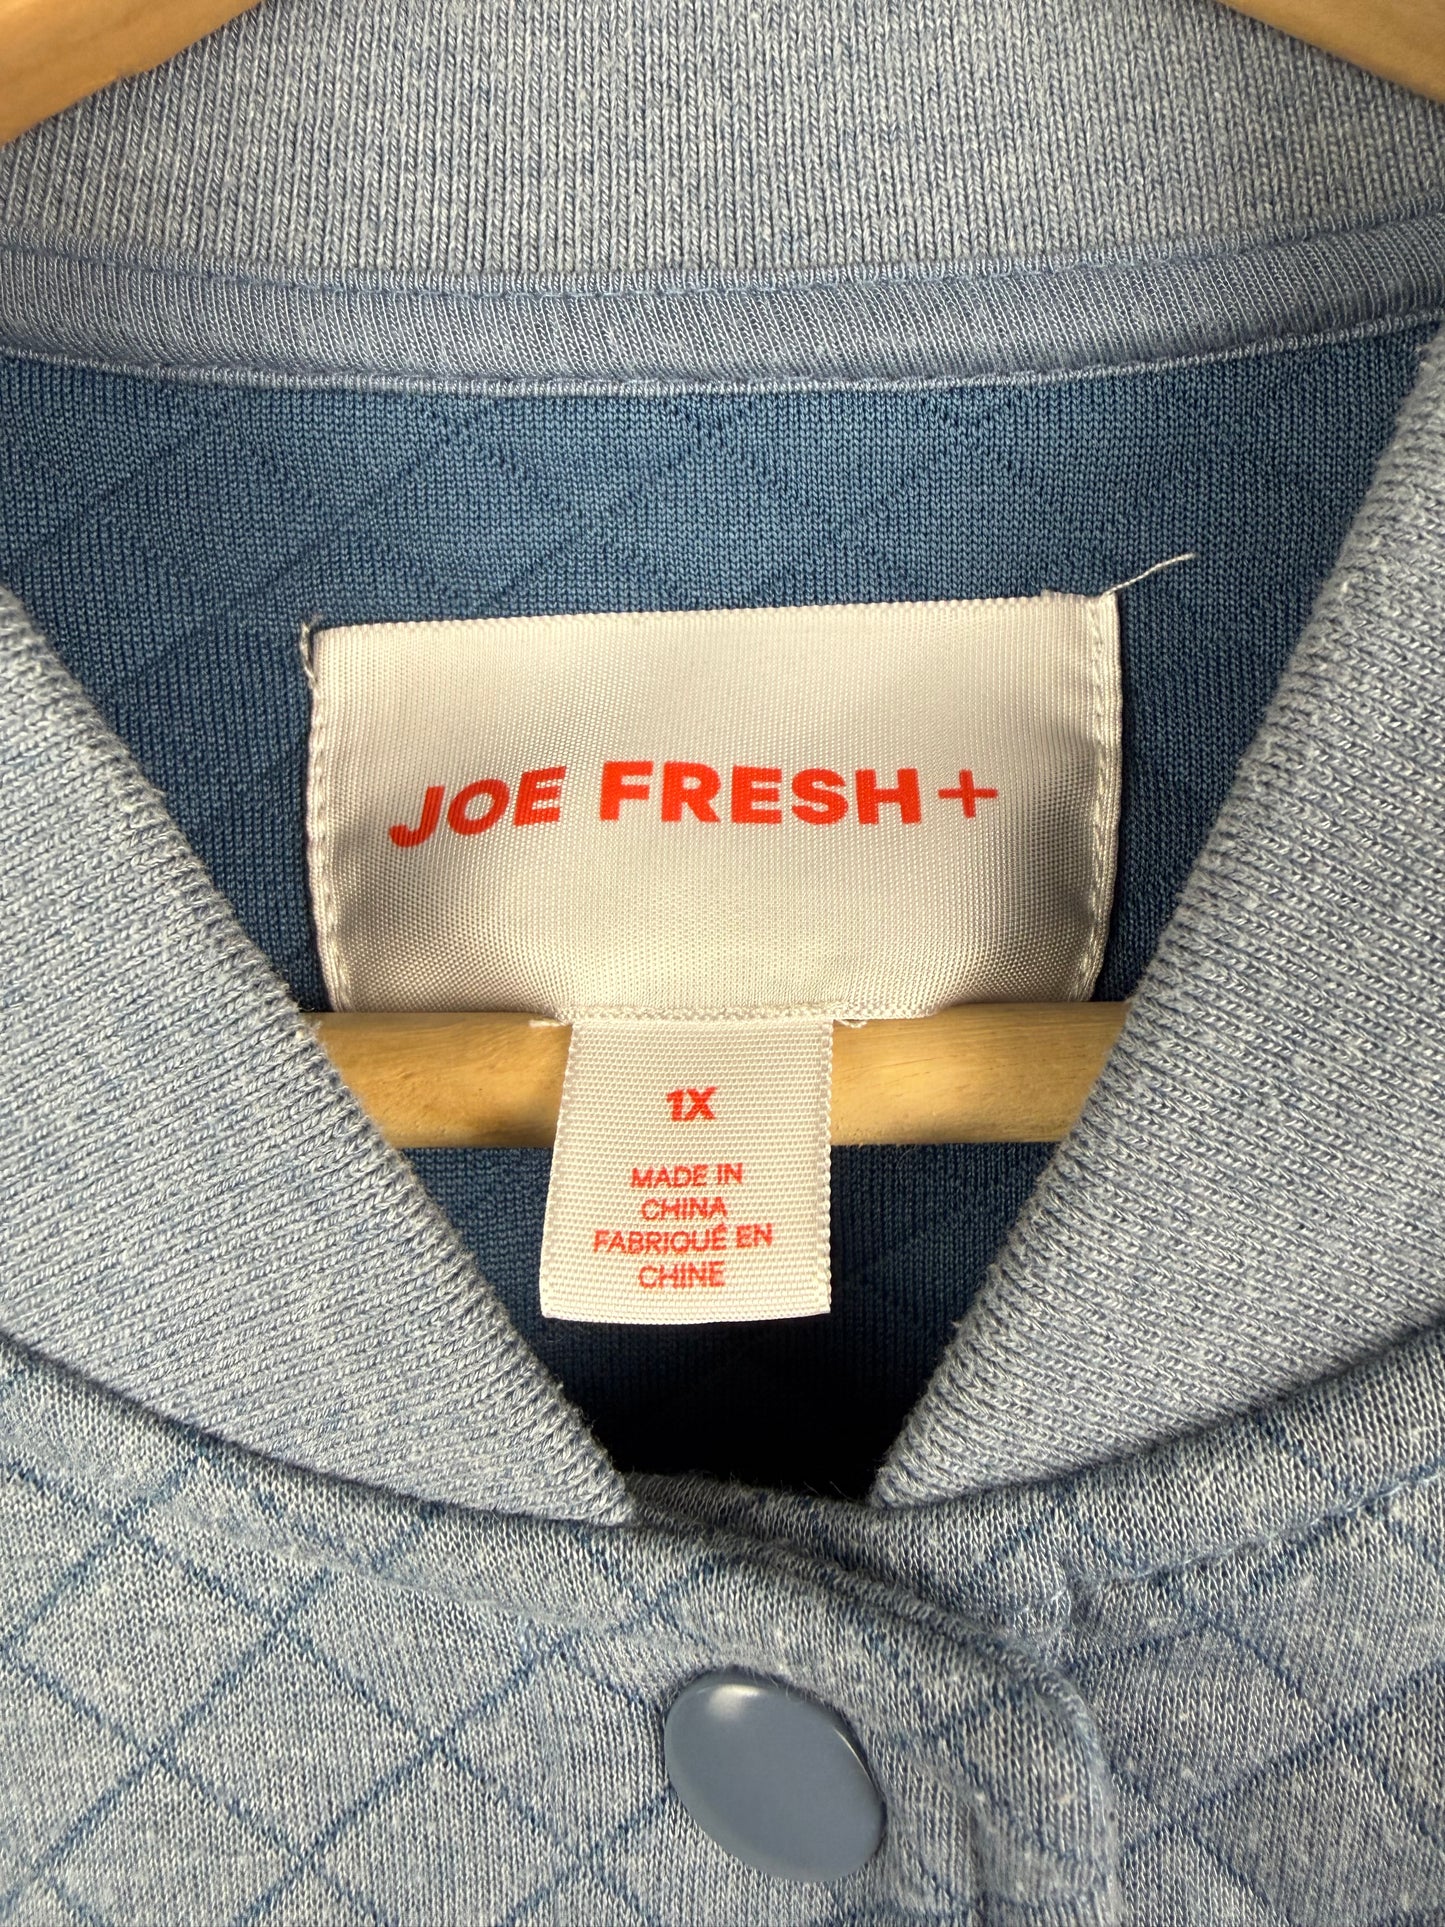 JOE FRESH+
1X
MADE IN
CHINA
FABRIQUÉ EN
CHINE